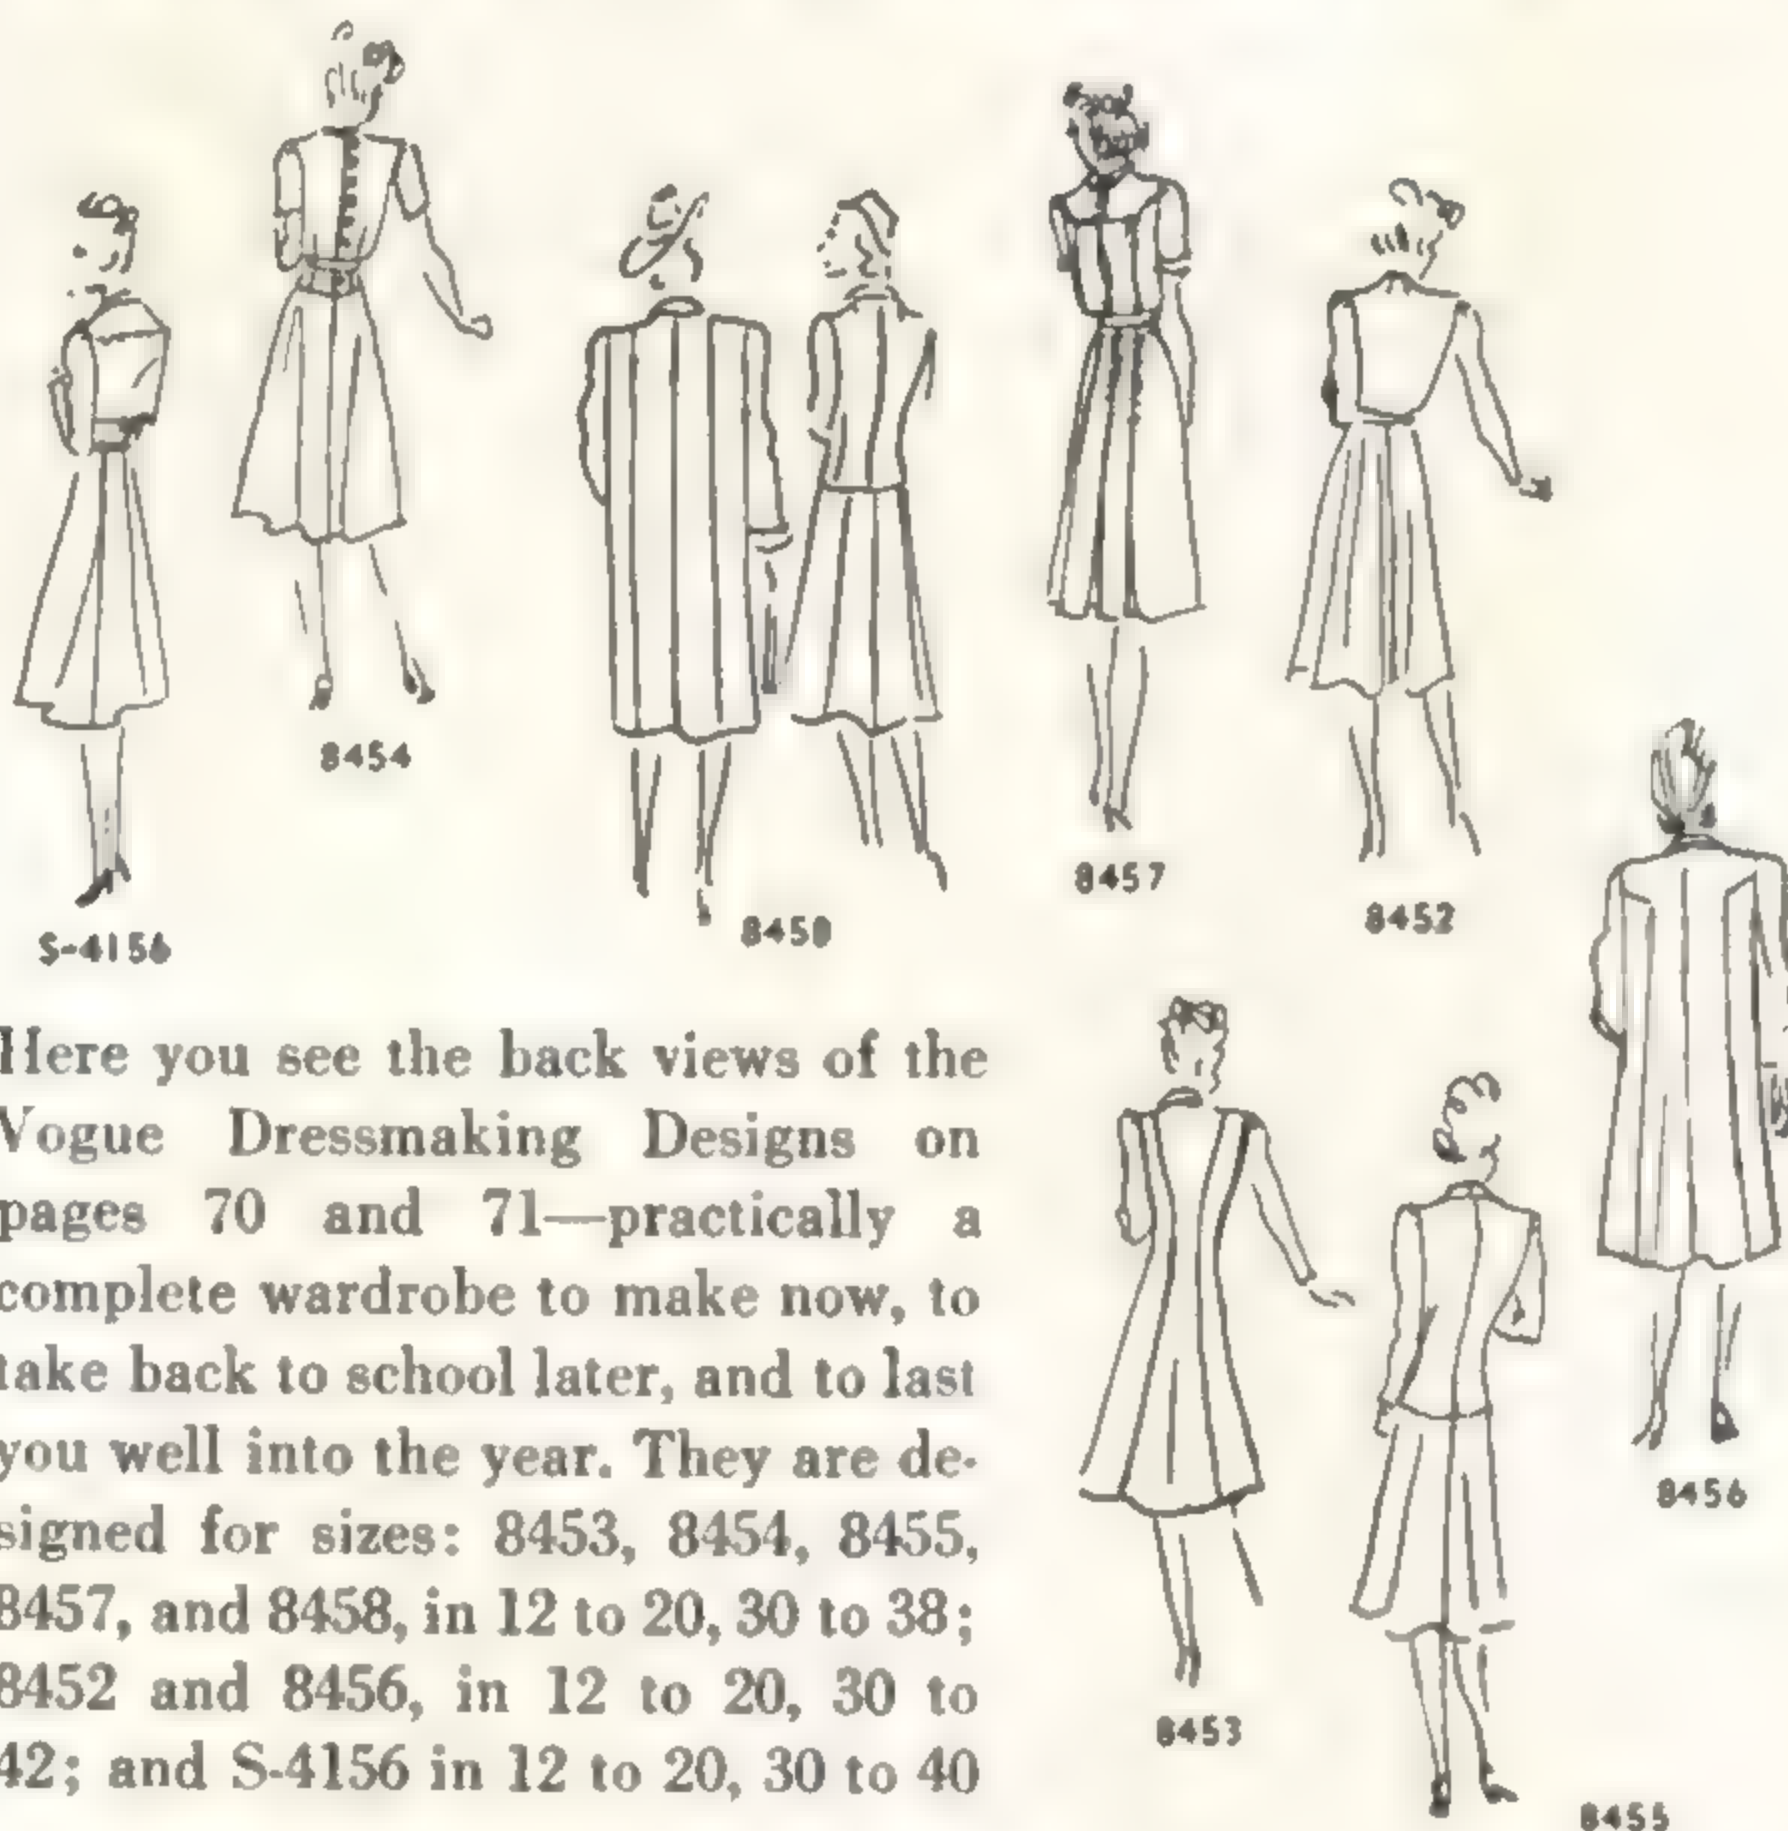 8454
8457
8452
8458
S-4156
Here you see the back views of the
Vogue Dressmaking Designs on
pages 70 and 71—practically a
complete wardrobe to make now, to
take back to school later, and to last
you well into the year. They are de-
signed for sizes: 8453, 8454, 8455,
8457, and 8458, in 12 to 20, 30 to 38;
8452 and 8456, in 12 to 20, 30 to
42; and S-4156 in 12 to 20, 30 to 40
8456
8453
8455